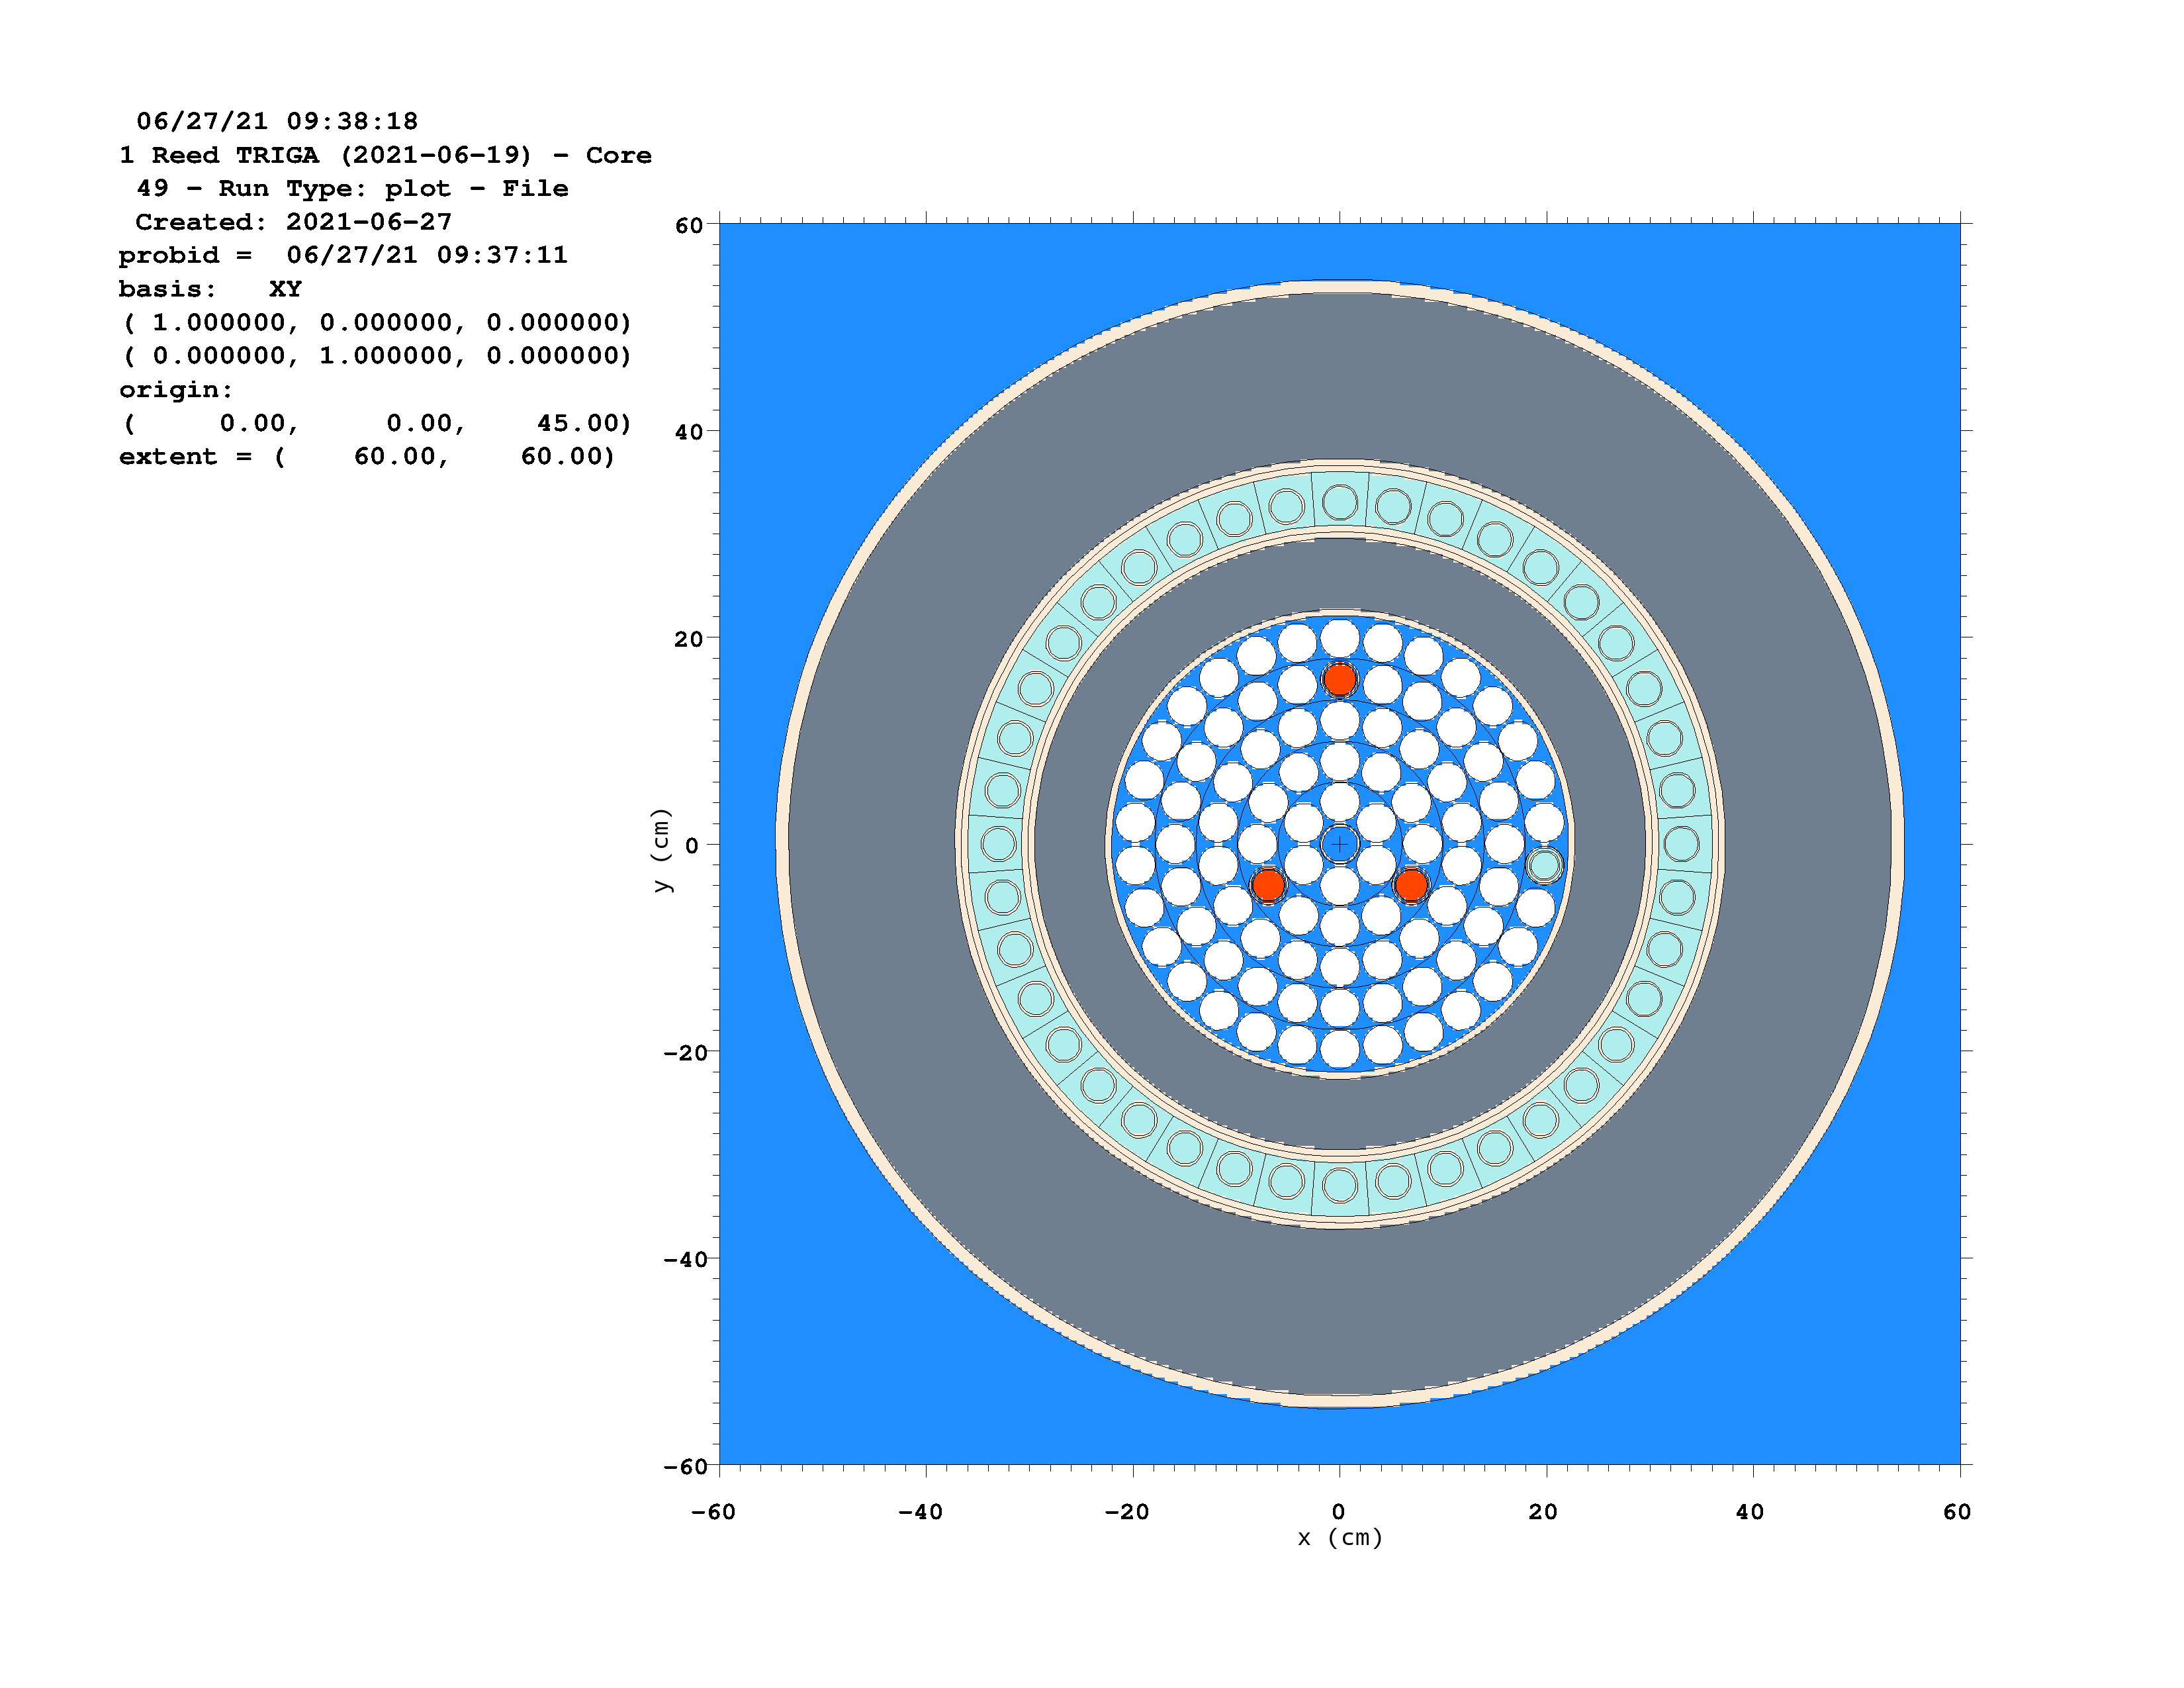 06/27/21 09:38:18
1 Reed TRIGA (2021-06-19) - Core
49 - Run Type: plot - File
Created: 2021-06-27
probid = 06/27/21 09:37:11
basis: XY
( 1.000000, 0.000000, 0.000000)
( 0.000000, 1.000000, 0.000000)
origin:
( 0.00, 0.00, 45.00)
extent = ( 60.00, 60.00)
60
40
20
0
-20
-40
-60
y (cm)
-60 -40 -20 0 20 40 60
x (cm)